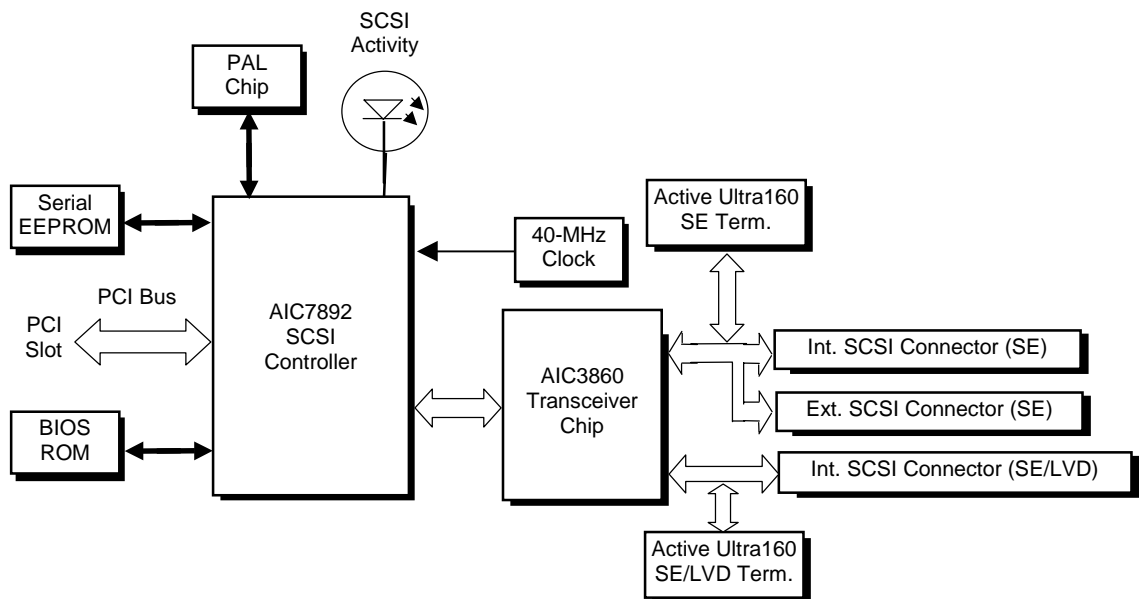 SCSI
Activity
PAL
Chip
Serial
EEPROM
Active Ultra160
SE Term.
40-MHz
Clock
PCI Bus
PCI
Slot
AIC7892
SCSI
Controller
Int. SCSI Connector (SE)
AIC3860
Transceiver
Chip
Ext. SCSI Connector (SE)
BIOS
ROM
Int. SCSI Connector (SE/LVD)
Active Ultra160
SE/LVD Term.